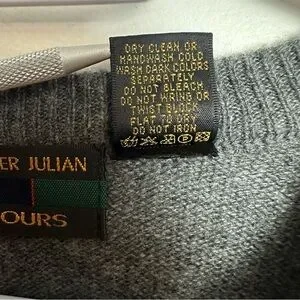 DRY CLEAN OR
HANDWASH COLD
WASH DARK COLORS
SEPARATELY
DO NOT BLEACH
DO NOT WRING OR
TWIST BLOCK
FLAT TO DRY
DO NOT IRON
ER JULIAN
OURS